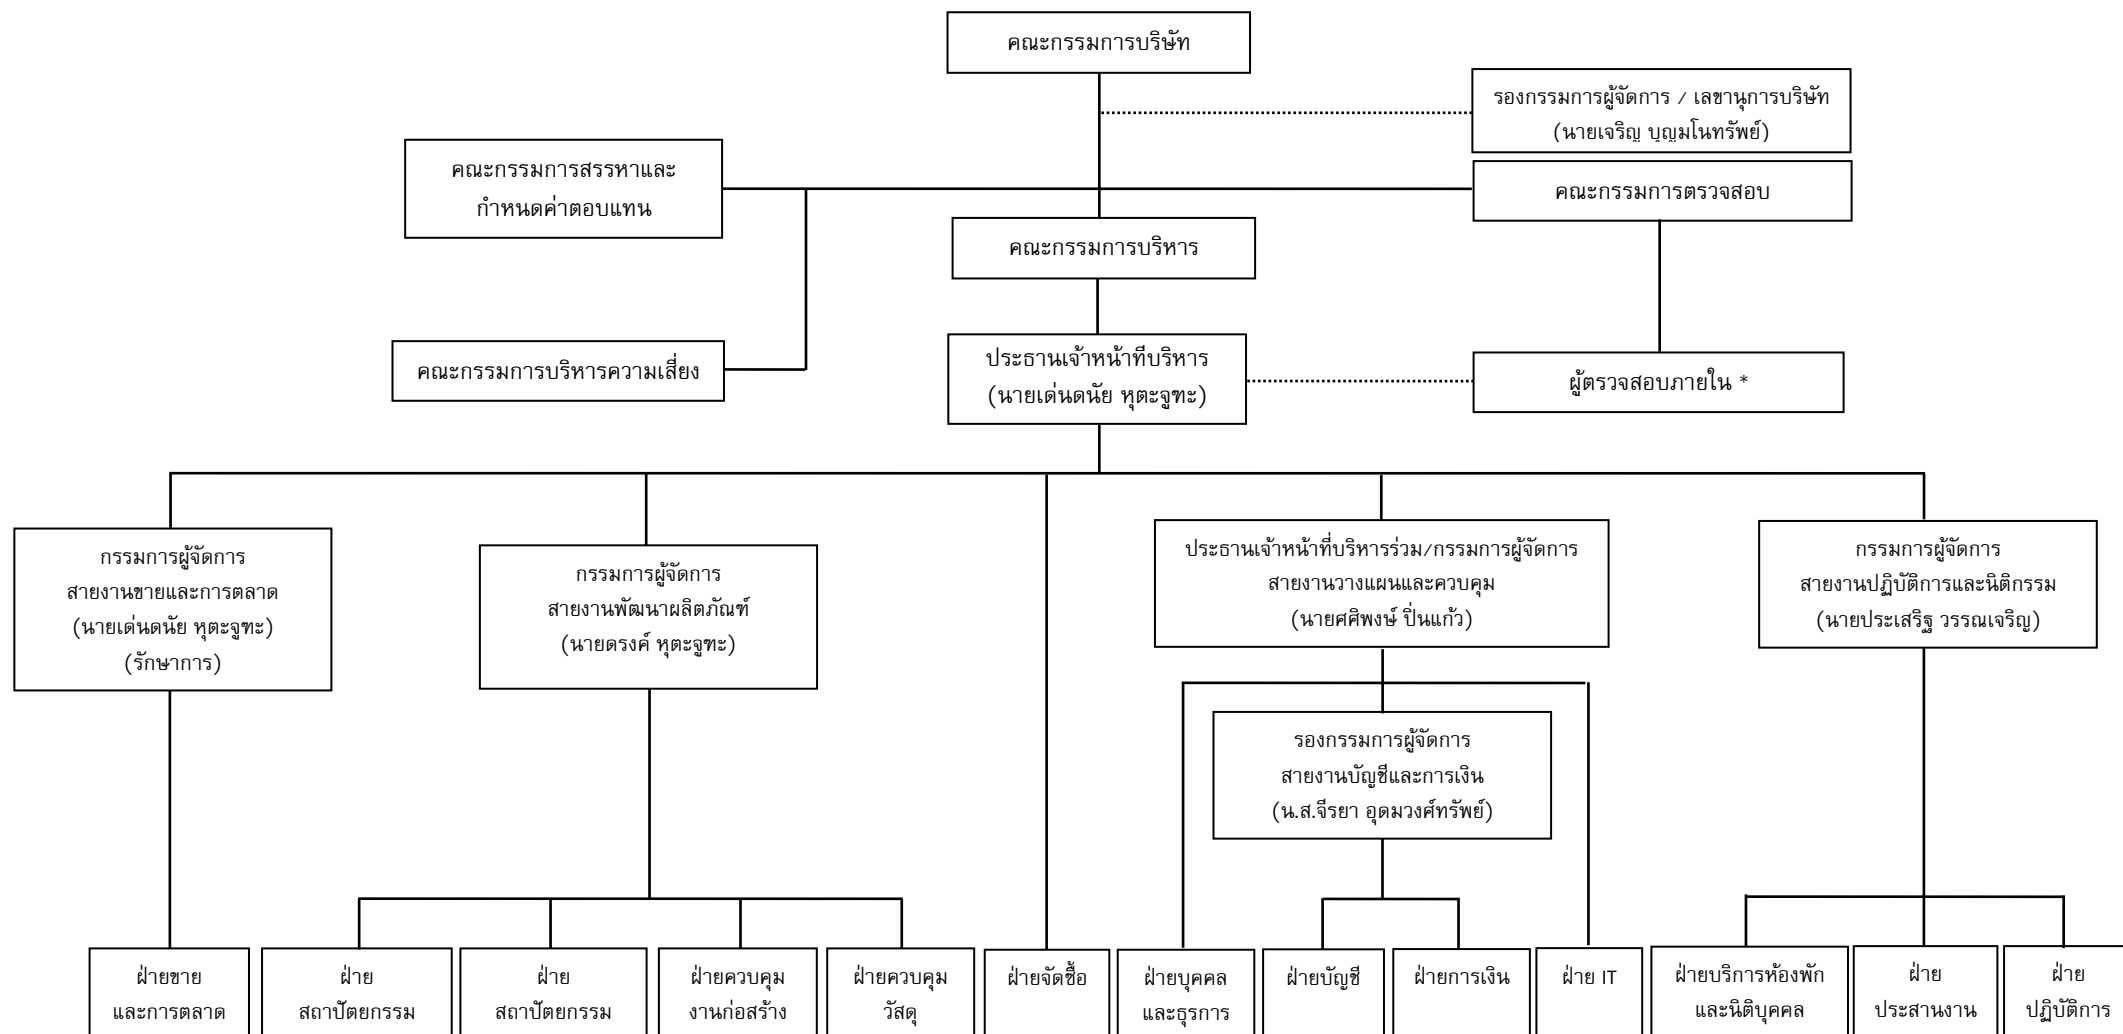 คณะกรรมการบริษัท
รองกรรมการผู้จัดการ / เลขานุการบริษัท
(นายเจริญ บุญมโนทรัพย์)
คณะกรรมการสรรหาและ
กำหนดค่าตอบแทน
คณะกรรมการตรวจสอบ
คณะกรรมการบริหาร
คณะกรรมการบริหารความเสี่ยง
ประธานเจ้าหน้าที่บริหาร
(นายเด่นดนัย หุตะจูฑะ)
ผู้ตรวจสอบภายใน *
กรรมการผู้จัดการ
สายงานขายและการตลาด
(นายเด่นดนัย หุตะจูฑะ)
(รักษาการ)
กรรมการผู้จัดการ
สายงานพัฒนาผลิตภัณฑ์
(นายดรงค์ หุตะจูฑะ)
ประธานเจ้าหน้าที่บริหารร่วม/กรรมการผู้จัดการ
สายงานวางแผนและควบคุม
(นายศศิพงษ์ ปิ่นแก้ว)
กรรมการผู้จัดการ
สายงานปฏิบัติการและนิติกรรม
(นายประเสริฐ วรรณเจริญ)
รองกรรมการผู้จัดการ
สายงานบัญชีและการเงิน
(น.ส.จีรยา อุดมวงศ์ทรัพย์)
ฝ่ายขาย
และการตลาด
ฝ่าย
สถาปัตยกรรม
ฝ่าย
สถาปัตยกรรม
ฝ่ายควบคุม
งานก่อสร้าง
ฝ่ายควบคุม
วัสดุ
ฝ่ายจัดซื้อ
ฝ่ายบุคคล
และธุรการ
ฝ่ายบัญชี
ฝ่ายการเงิน
ฝ่าย IT
ฝ่ายบริการห้องพัก
และนิติบุคคล
ฝ่าย
ประสานงาน
ฝ่าย
ปฏิบัติการ